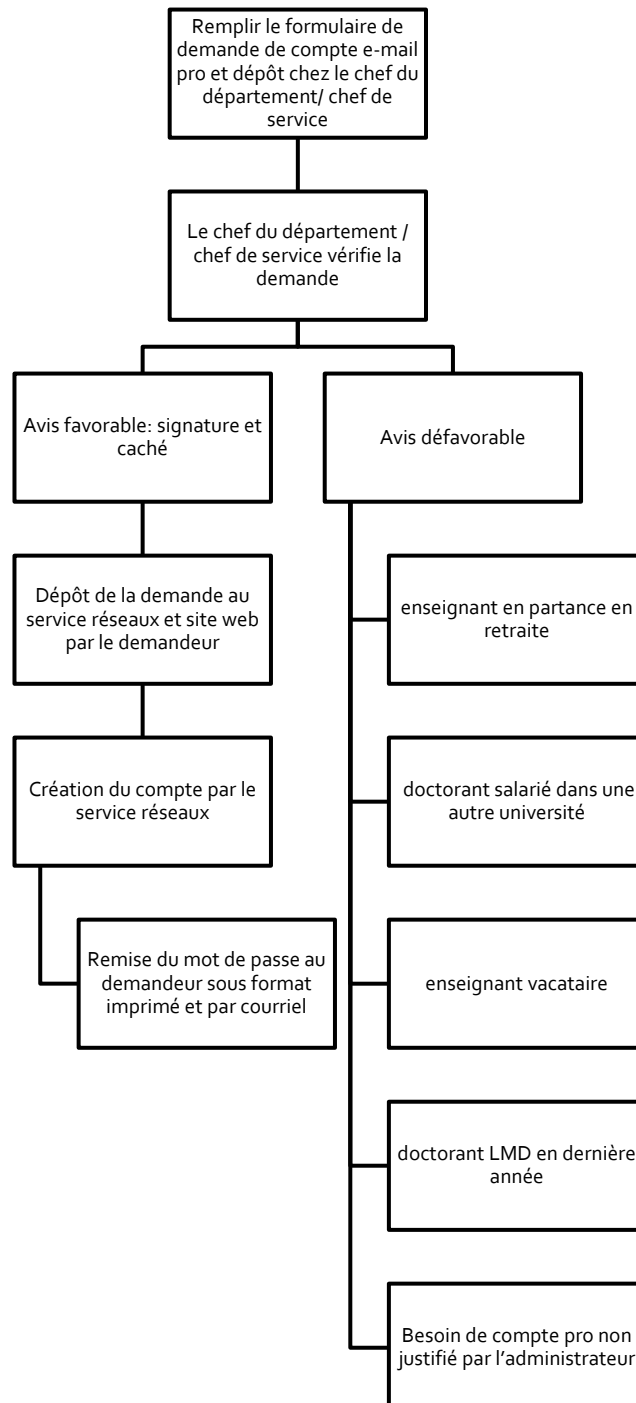 Remplir le formulaire de
demande de compte e-mail
pro et dépôt chez le chef du
département/ chef de
service
Le chef du département /
chef de service vérifie la
demande
Avis favorable: signature et
caché
Avis défavorable
Dépôt de la demande au
service réseaux et site web
par le demandeur
enseignant en partance en
retraite
Création du compte par le
service réseaux
doctorant salarié dans une
autre université
Remise du mot de passe au
demandeur sous format
imprimé et par courriel
enseignant vacataire
doctorant LMD en dernière
année
Besoin de compte pro non
justifié par l'administrateur